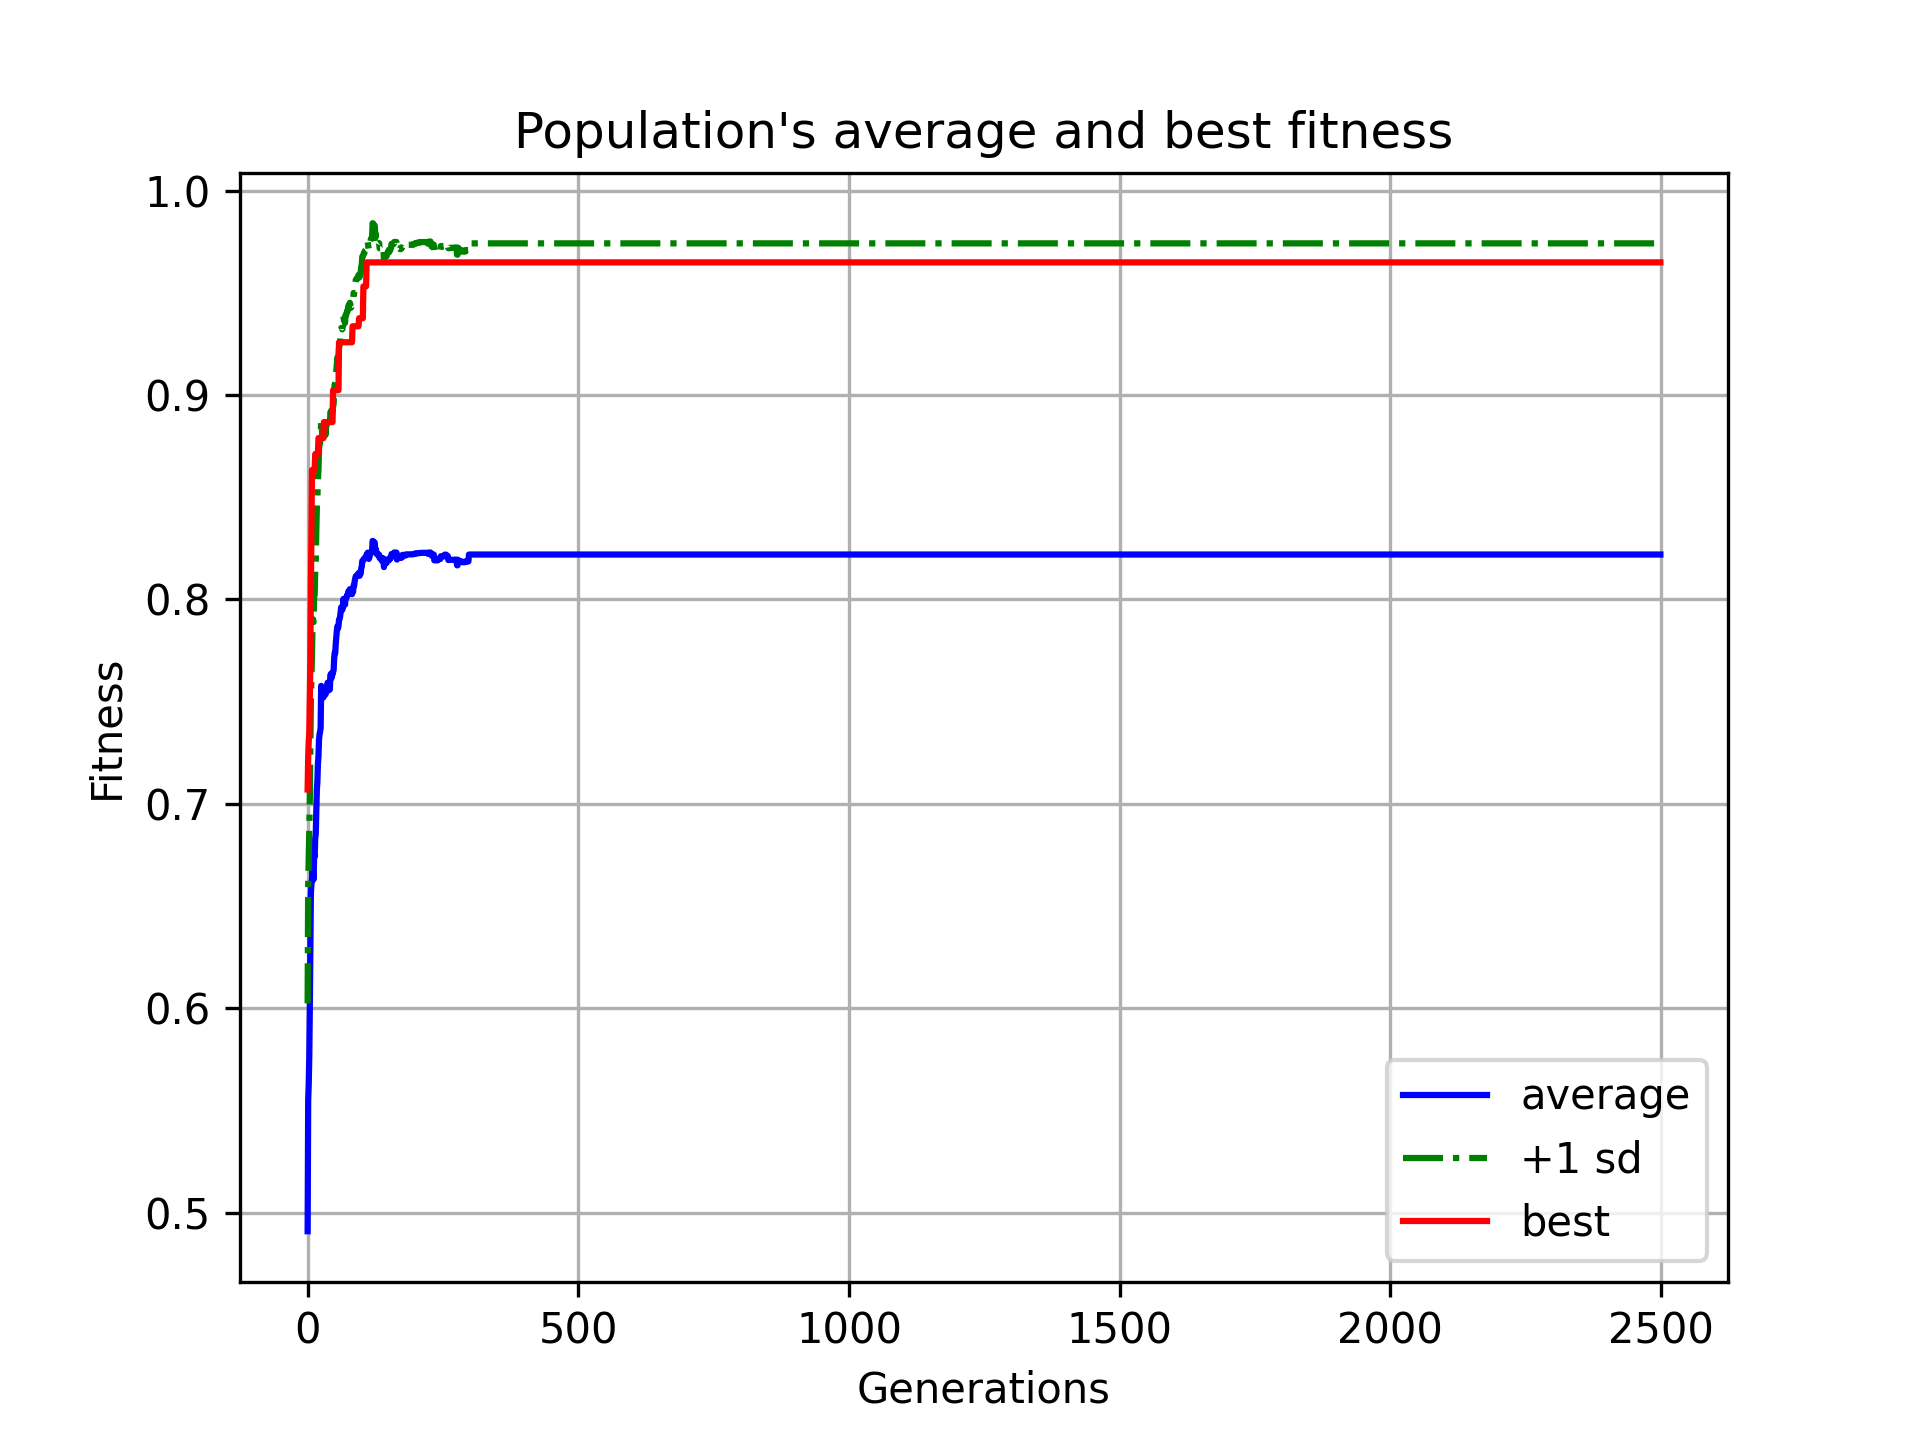 Population's average and best fitness
1.0
0.9
0.8
0.7
0.6
0.5
Fitness
0 500 1000 1500 2000 2500
Generations
average
+1 sd
best